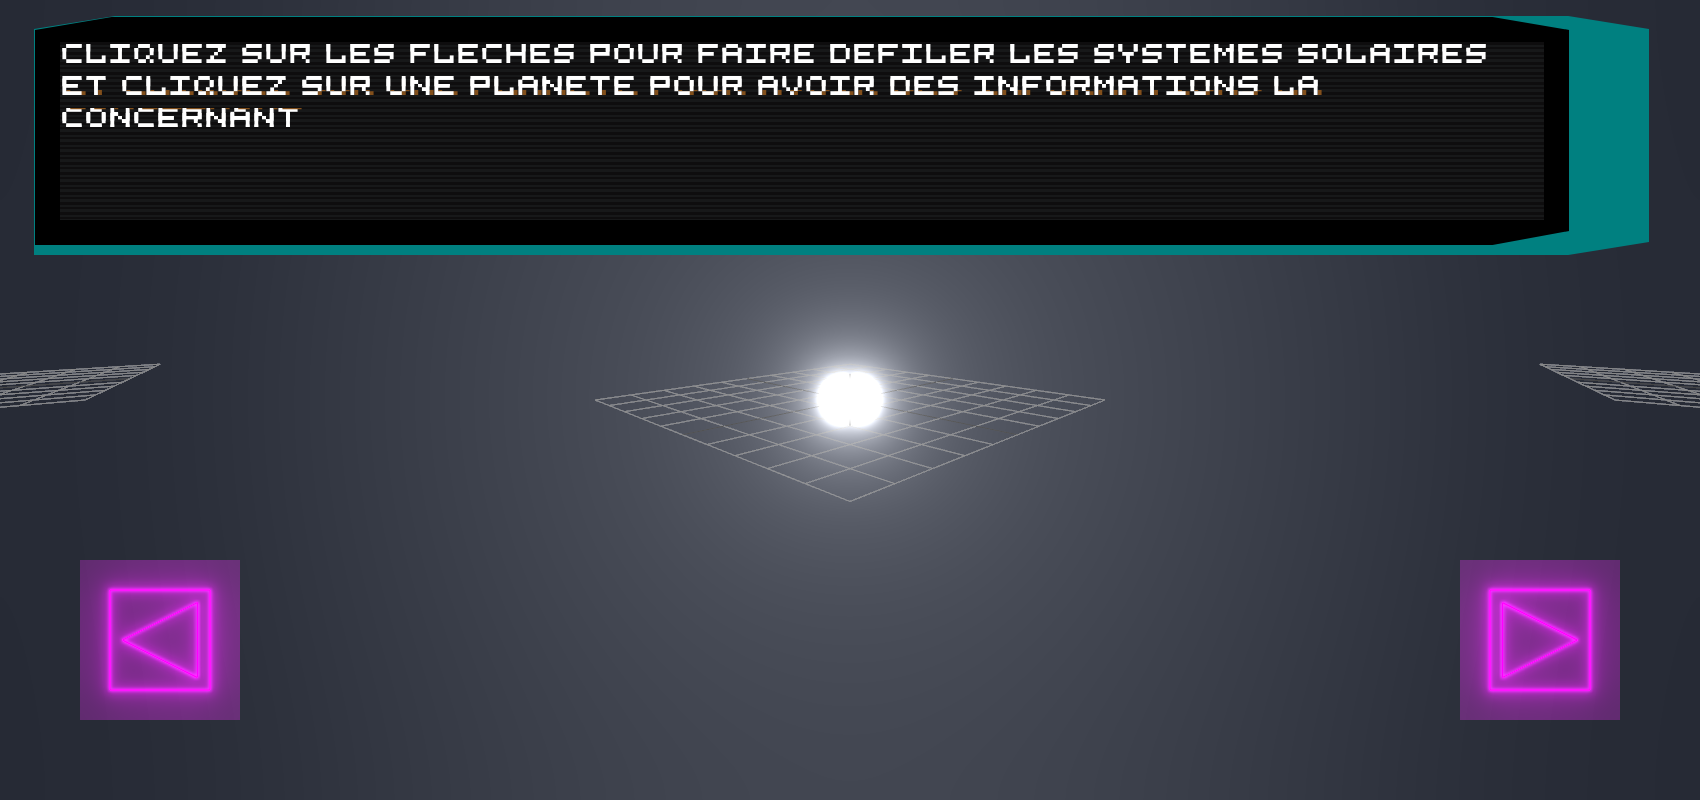 CLIQUEZ SUR LES FLECHES POUR FAIRE DEFILER LES SYSTEMES SOLAIRES
ET CLIQUEZ SUR UNE PLANETE POUR AVOIR DES INFORMATIONS LA
CONCERNANT